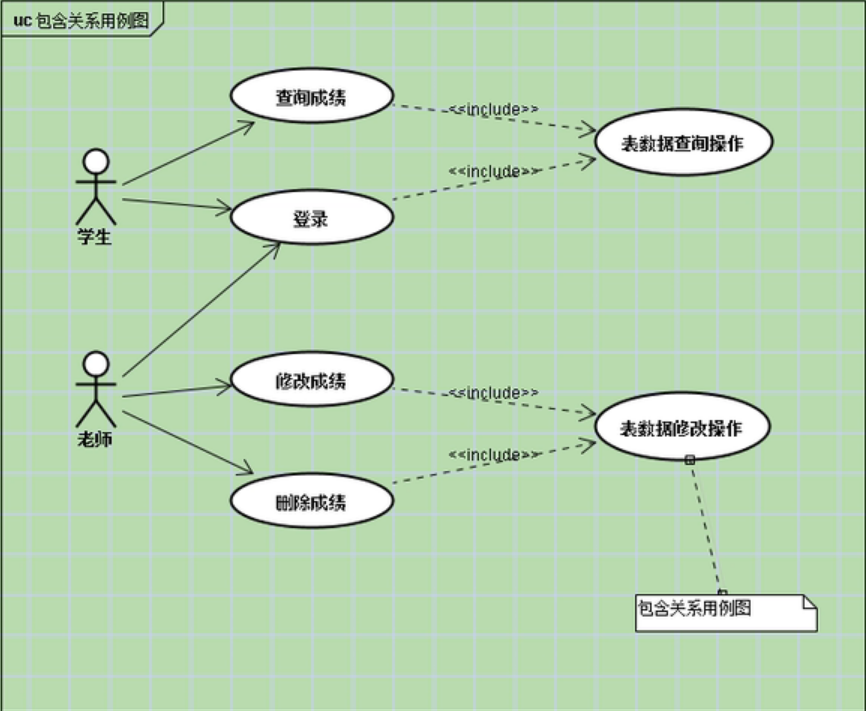 uc 包含关系用例图
查询成绩
<<include>>
表数据查询操作
<<include>>
登录
学生
修改成绩
<<include>>
表数据修改操作
老师
<<include>>
删除成绩
包含关系用例图